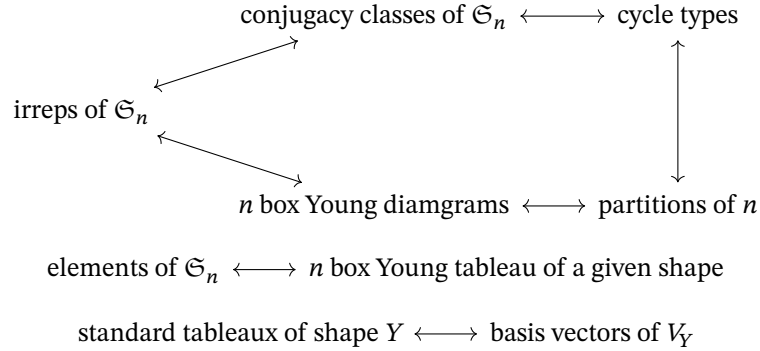 conjugacy classes of 𝔖ₙ ⟷ cycle types
irreps of 𝔖ₙ
n box Young diamgrams ⟷ partitions of n
elements of 𝔖ₙ ⟷ n box Young tableau of a given shape
standard tableaux of shape Y ⟷ basis vectors of V_Y